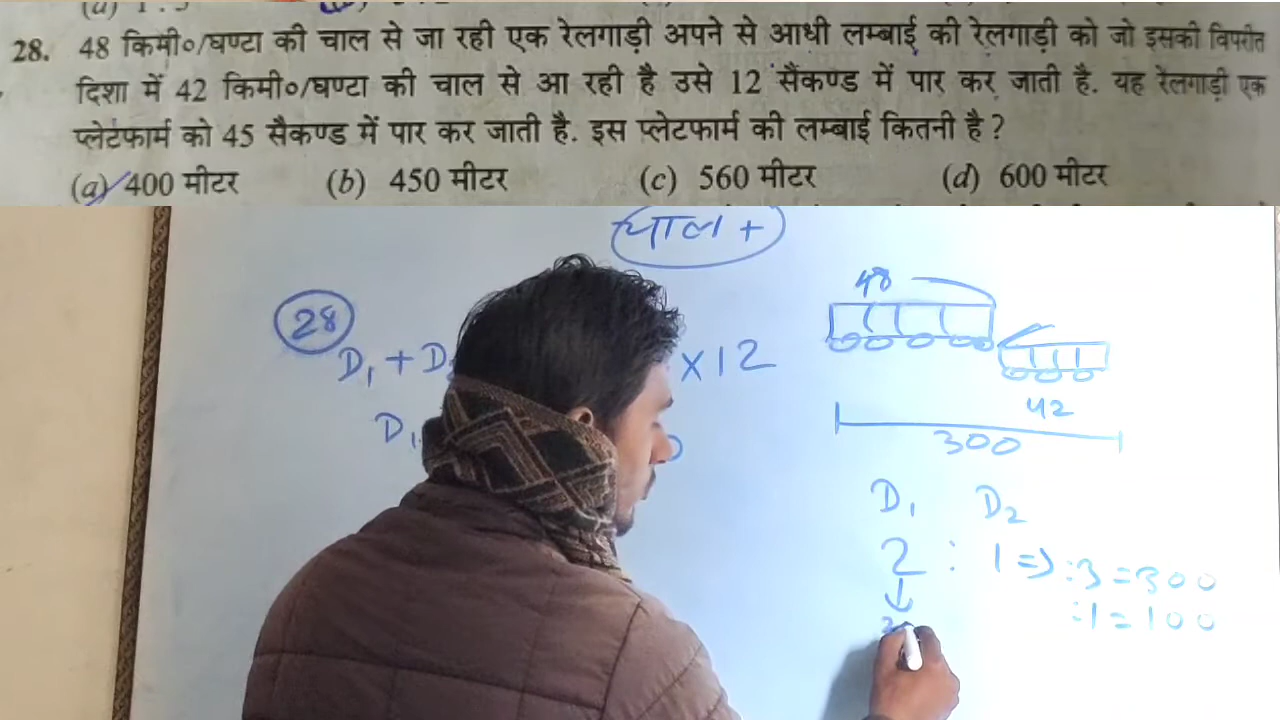 28. 48 किमी०/घण्टा की चाल से जा रही एक रेलगाड़ी अपने से आधी लम्बाई की रेलगाड़ी को जो इसकी विपरीत
दिशा में 42 किमी०/घण्टा की चाल से आ रही है उसे 12 सैकण्ड में पार कर जाती है. यह रेलगाड़ी एक
प्लेटफार्म को 45 सैकण्ड में पार कर जाती है. इस प्लेटफार्म की लम्बाई कितनी है ?
(a) 400 मीटर (b) 450 मीटर (c) 560 मीटर (d) 600 मीटर
चाल +
48
28
D₁ + D × 12
42
D₁
300
D₁ D₂
2 : 1 => :3 = 300
:1 = 100